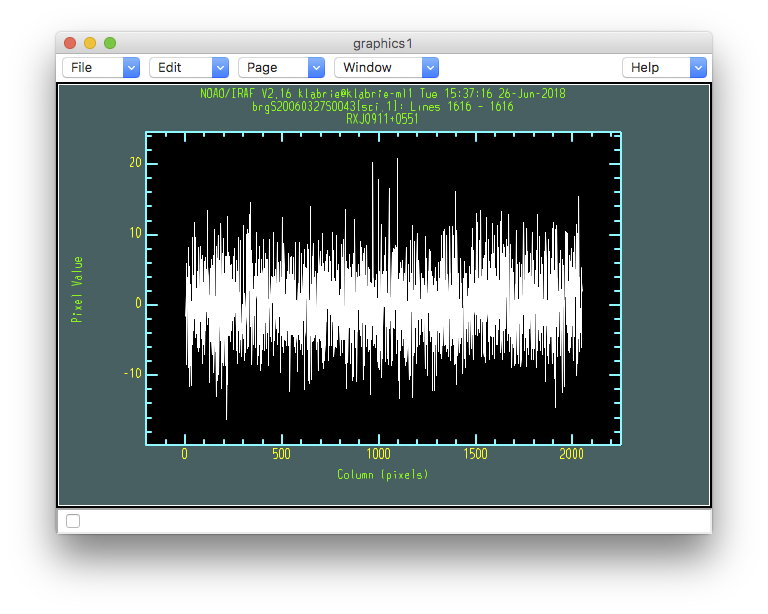 graphics1
File Edit Page Window Help
NOAO/IRAF V2.16 klabrie@klabrie-ml1 Tue 15:37:16 26-Jun-2018
brgS20060327S0043[sci,1]: Lines 1616 - 1616
RXJ0911+0551
20
10
0
-10
Pixel Value
0 500 1000 1500 2000
Column (pixels)